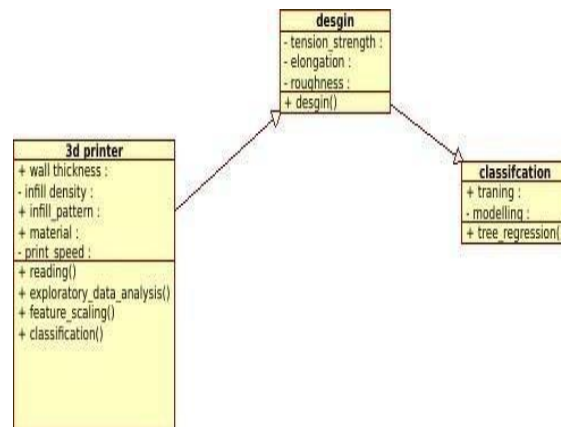 desgin
- tension_strength :
- elongation :
- roughness :
+ desgin()
3d printer
+ wall thickness :
- infill density :
+ infill_pattern :
+ material :
- print_speed :
+ reading()
+ exploratory_data_analysis()
+ feature_scaling()
+ classification()
classifcation
+ traning :
- modelling :
+ tree_regression()